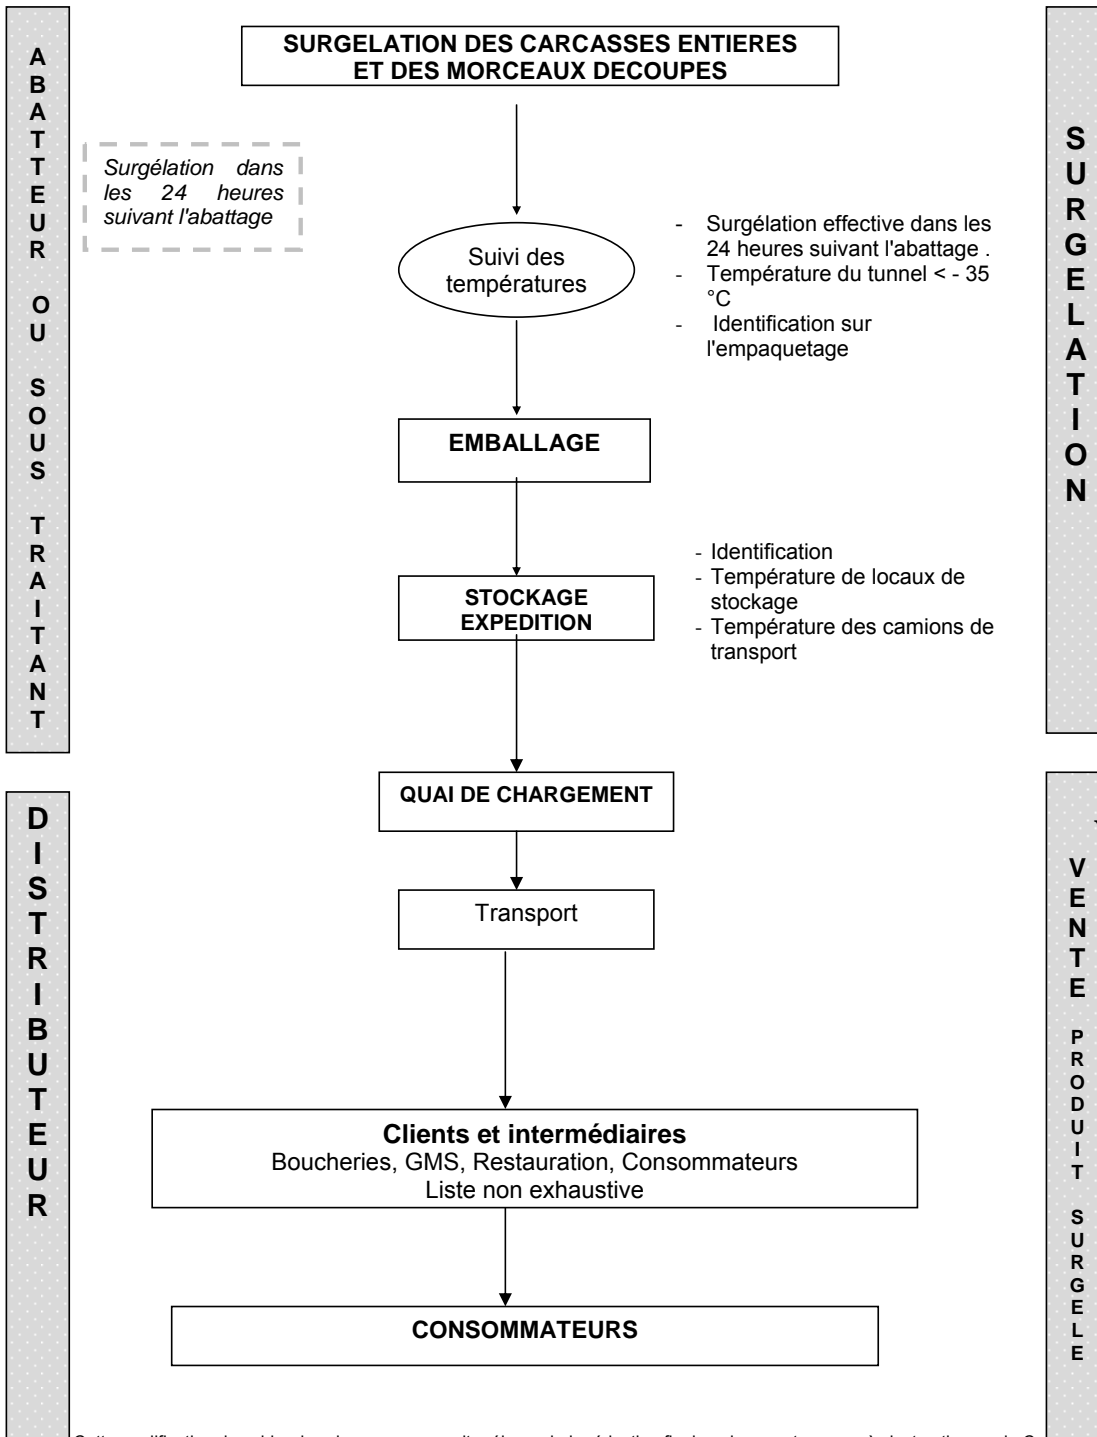 ABATTEUR OU SOUS TRAITANT
SURGELATION DES CARCASSES ENTIERES
ET DES MORCEAUX DECOUPES
SURGELATION
Surgélation dans
les 24 heures
suivant l'abattage
Suivi des
températures
- Surgélation effective dans les
24 heures suivant l'abattage .
- Température du tunnel < - 35
°C
- Identification sur
l'empaquetage
EMBALLAGE
STOCKAGE
EXPEDITION
- Identification
- Température de locaux de
stockage
- Température des camions de
transport
DISTRIBUTEUR
QUAI DE CHARGEMENT
VENTE PRODUIT SURGELE
Transport
Clients et intermédiaires
Boucheries, GMS, Restauration, Consommateurs
Liste non exhaustive
CONSOMMATEURS